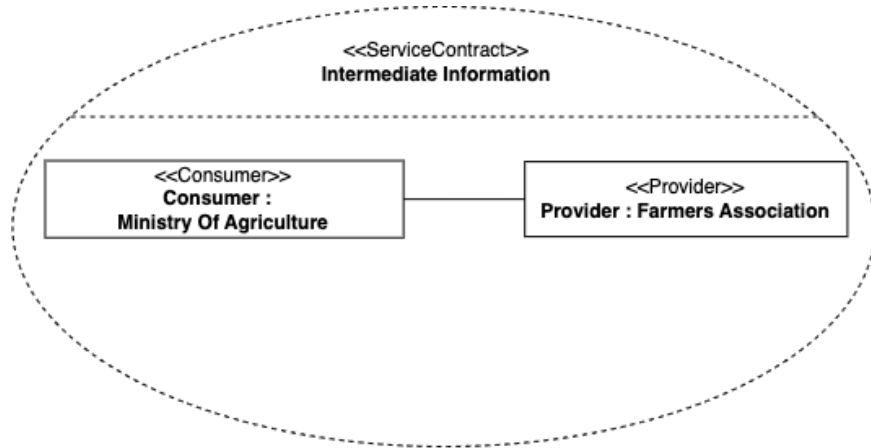 <<ServiceContract>>
Intermediate Information
<<Consumer>>
Consumer :
Ministry Of Agriculture
<<Provider>>
Provider : Farmers Association